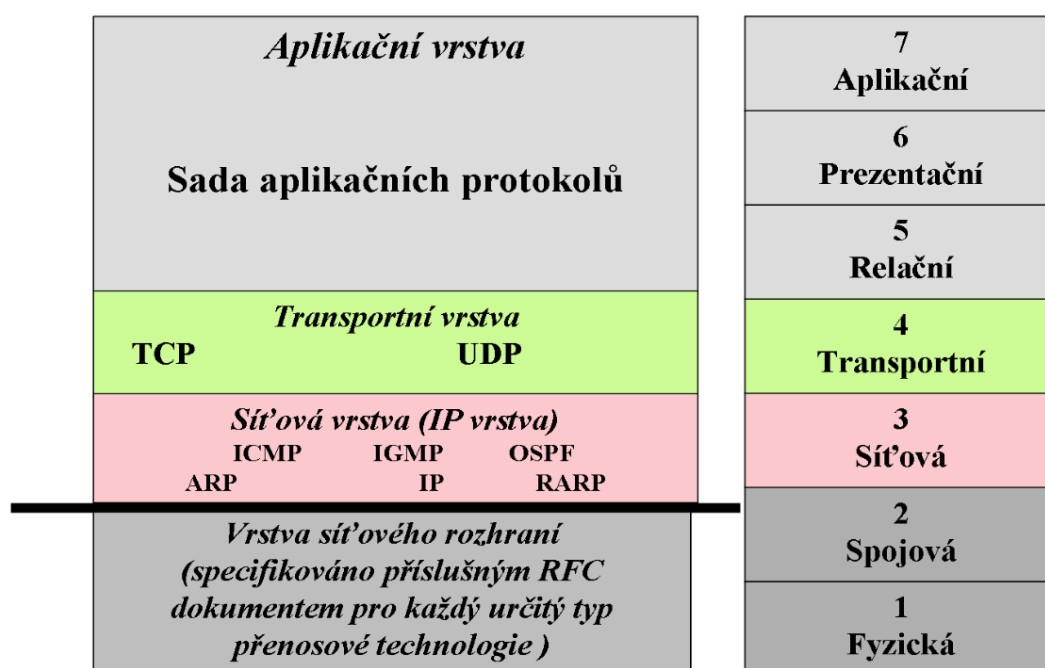 Aplikační vrstva
Sada aplikačních protokolů
Transportní vrstva
TCP UDP
Síťová vrstva (IP vrstva)
ICMP IGMP OSPF
ARP IP RARP
Vrstva síťového rozhraní
(specifikováno příslušným RFC
dokumentem pro každý určitý typ
přenosové technologie )
7
Aplikační
6
Prezentační
5
Relační
4
Transportní
3
Síťová
2
Spojová
1
Fyzická